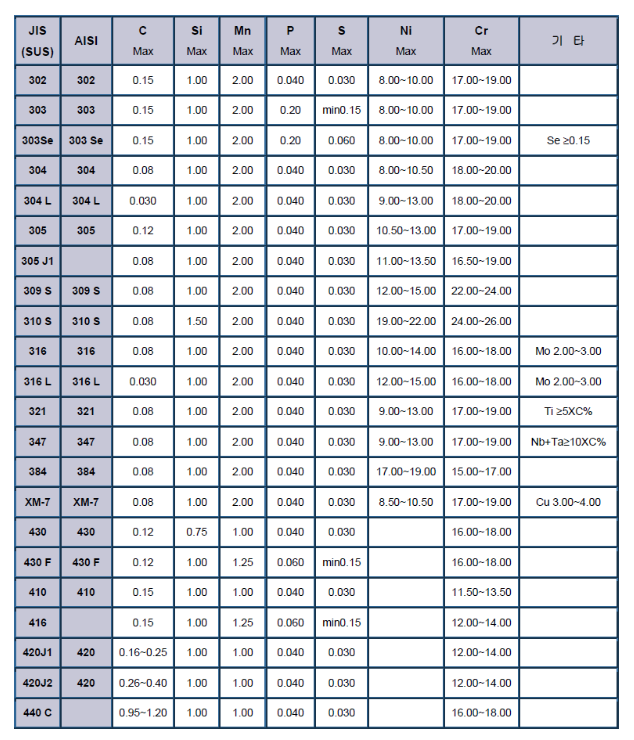 JIS (SUS) AISI C Max Si Max Mn Max P Max S Max Ni Max Cr Max 기 타
302 302 0.15 1.00 2.00 0.040 0.030 8.00~10.00 17.00~19.00
303 303 0.15 1.00 2.00 0.20 min0.15 8.00~10.00 17.00~19.00
303Se 303 Se 0.15 1.00 2.00 0.20 0.060 8.00~10.00 17.00~19.00 Se ≥0.15
304 304 0.08 1.00 2.00 0.040 0.030 8.00~10.50 18.00~20.00
304 L 304 L 0.030 1.00 2.00 0.040 0.030 9.00~13.00 18.00~20.00
305 305 0.12 1.00 2.00 0.040 0.030 10.50~13.00 17.00~19.00
305 J1 0.08 1.00 2.00 0.040 0.030 11.00~13.50 16.50~19.00
309 S 309 S 0.08 1.00 2.00 0.040 0.030 12.00~15.00 22.00~24.00
310 S 310 S 0.08 1.50 2.00 0.040 0.030 19.00~22.00 24.00~26.00
316 316 0.08 1.00 2.00 0.040 0.030 10.00~14.00 16.00~18.00 Mo 2.00~3.00
316 L 316 L 0.030 1.00 2.00 0.040 0.030 12.00~15.00 16.00~18.00 Mo 2.00~3.00
321 321 0.08 1.00 2.00 0.040 0.030 9.00~13.00 17.00~19.00 Ti ≥5XC%
347 347 0.08 1.00 2.00 0.040 0.030 9.00~13.00 17.00~19.00 Nb+Ta≥10XC%
384 384 0.08 1.00 2.00 0.040 0.030 17.00~19.00 15.00~17.00
XM-7 XM-7 0.08 1.00 2.00 0.040 0.030 8.50~10.50 17.00~19.00 Cu 3.00~4.00
430 430 0.12 0.75 1.00 0.040 0.030 16.00~18.00
430 F 430 F 0.12 1.00 1.25 0.060 min0.15 16.00~18.00
410 410 0.15 1.00 1.00 0.040 0.030 11.50~13.50
416 0.15 1.00 1.25 0.060 min0.15 12.00~14.00
420J1 420 0.16~0.25 1.00 1.00 0.040 0.030 12.00~14.00
420J2 420 0.26~0.40 1.00 1.00 0.040 0.030 12.00~14.00
440 C 0.95~1.20 1.00 1.00 0.040 0.030 16.00~18.00